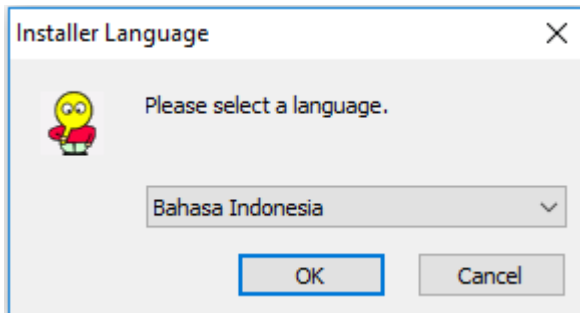 Installer Language
Please select a language.
Bahasa Indonesia
OK
Cancel